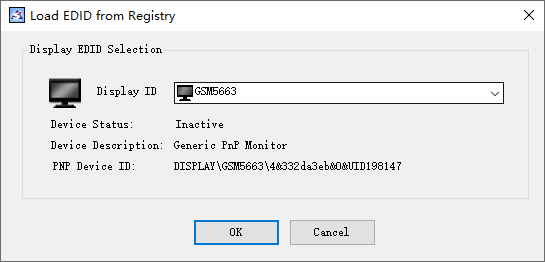 Load EDID from Registry
Display EDID Selection
Display ID GSM5663
Device Status: Inactive
Device Description: Generic PnP Monitor
PNP Device ID: DISPLAY\GSM5663\4&332da3eb&0&UID198147
OK Cancel